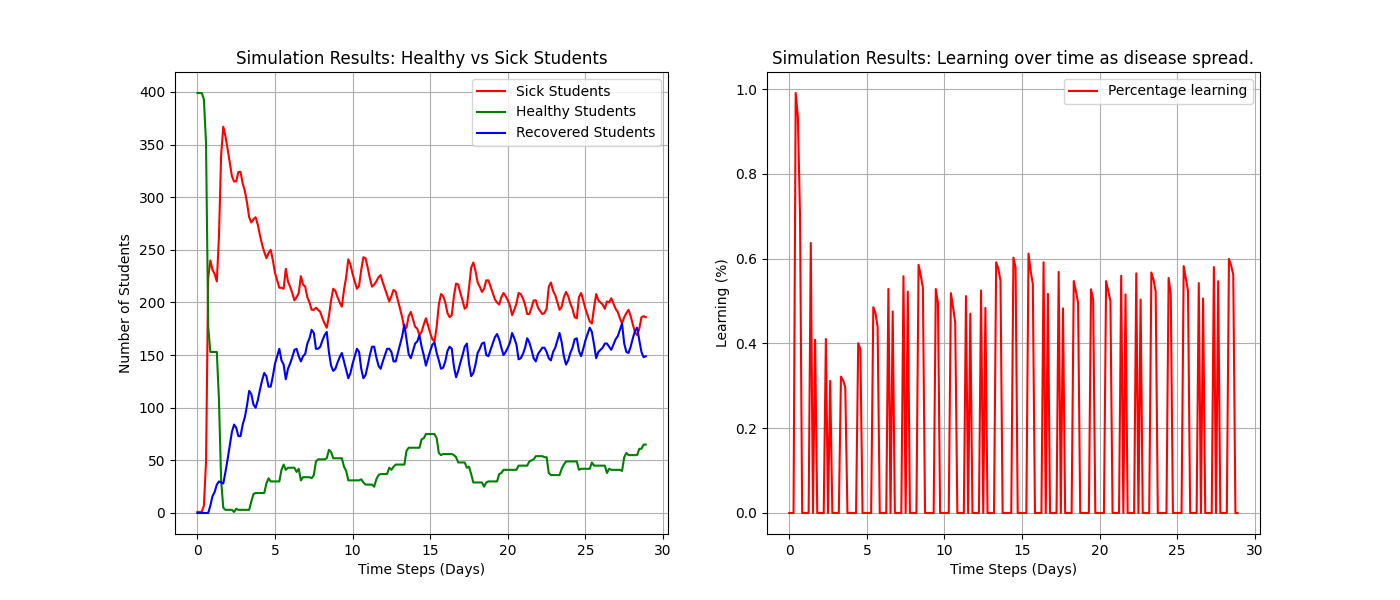 Simulation Results: Healthy vs Sick Students
Sick Students
Healthy Students
Recovered Students
400
350
300
250
200
150
100
50
0
Number of Students
0 5 10 15 20 25 30
Time Steps (Days)
Simulation Results: Learning over time as disease spread.
Percentage learning
1.0
0.8
0.6
0.4
0.2
0.0
Learning (%)
0 5 10 15 20 25 30
Time Steps (Days)